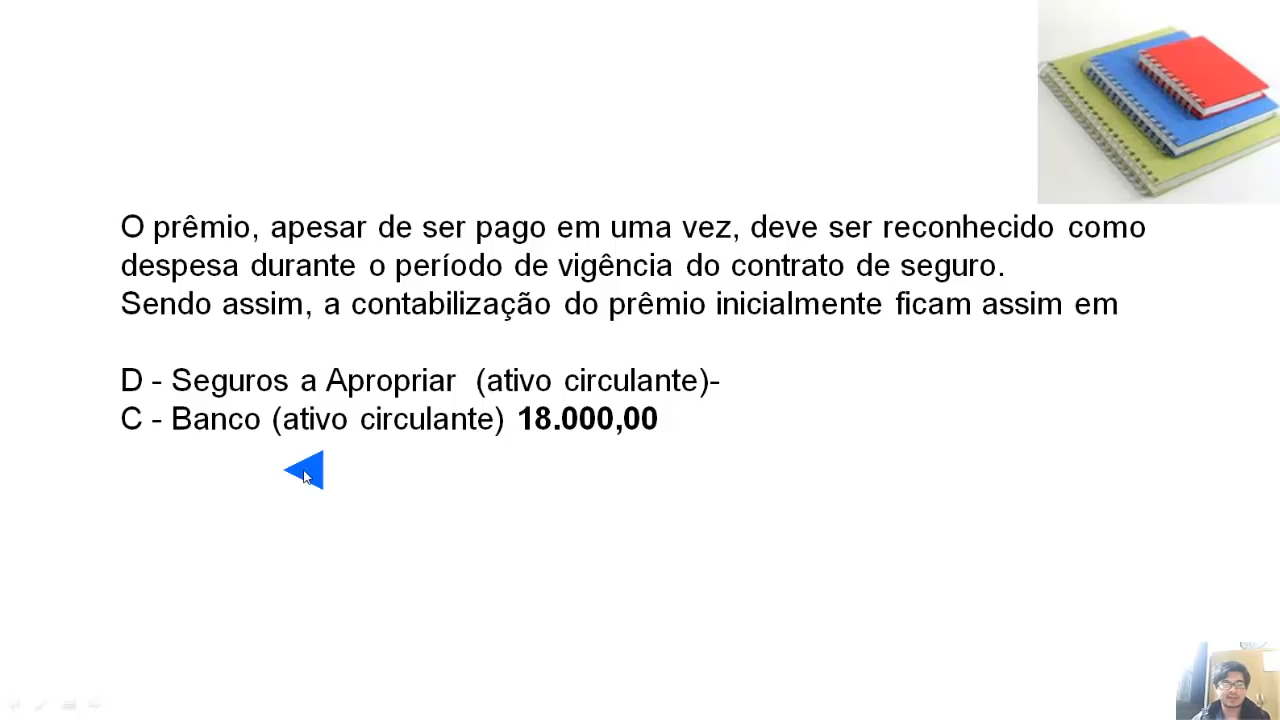 O prêmio, apesar de ser pago em uma vez, deve ser reconhecido como
despesa durante o período de vigência do contrato de seguro.
Sendo assim, a contabilização do prêmio inicialmente ficam assim em
D - Seguros a Apropriar (ativo circulante)-
C - Banco (ativo circulante) 18.000,00